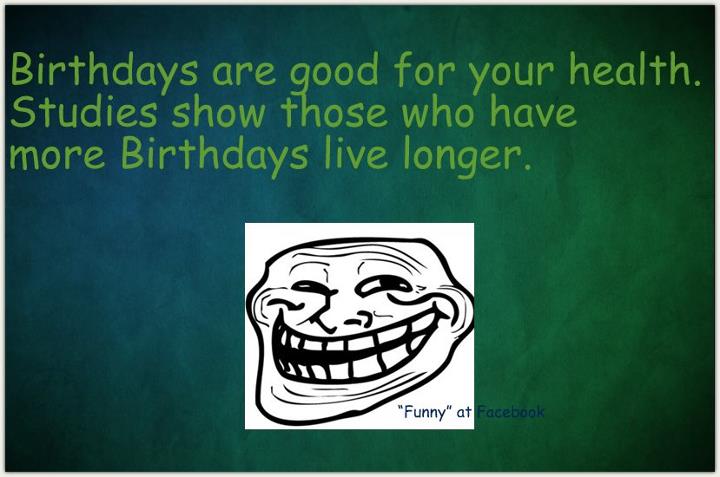 Birthdays are good for your health.
Studies show those who have
more Birthdays live longer.
“Funny” at Facebook